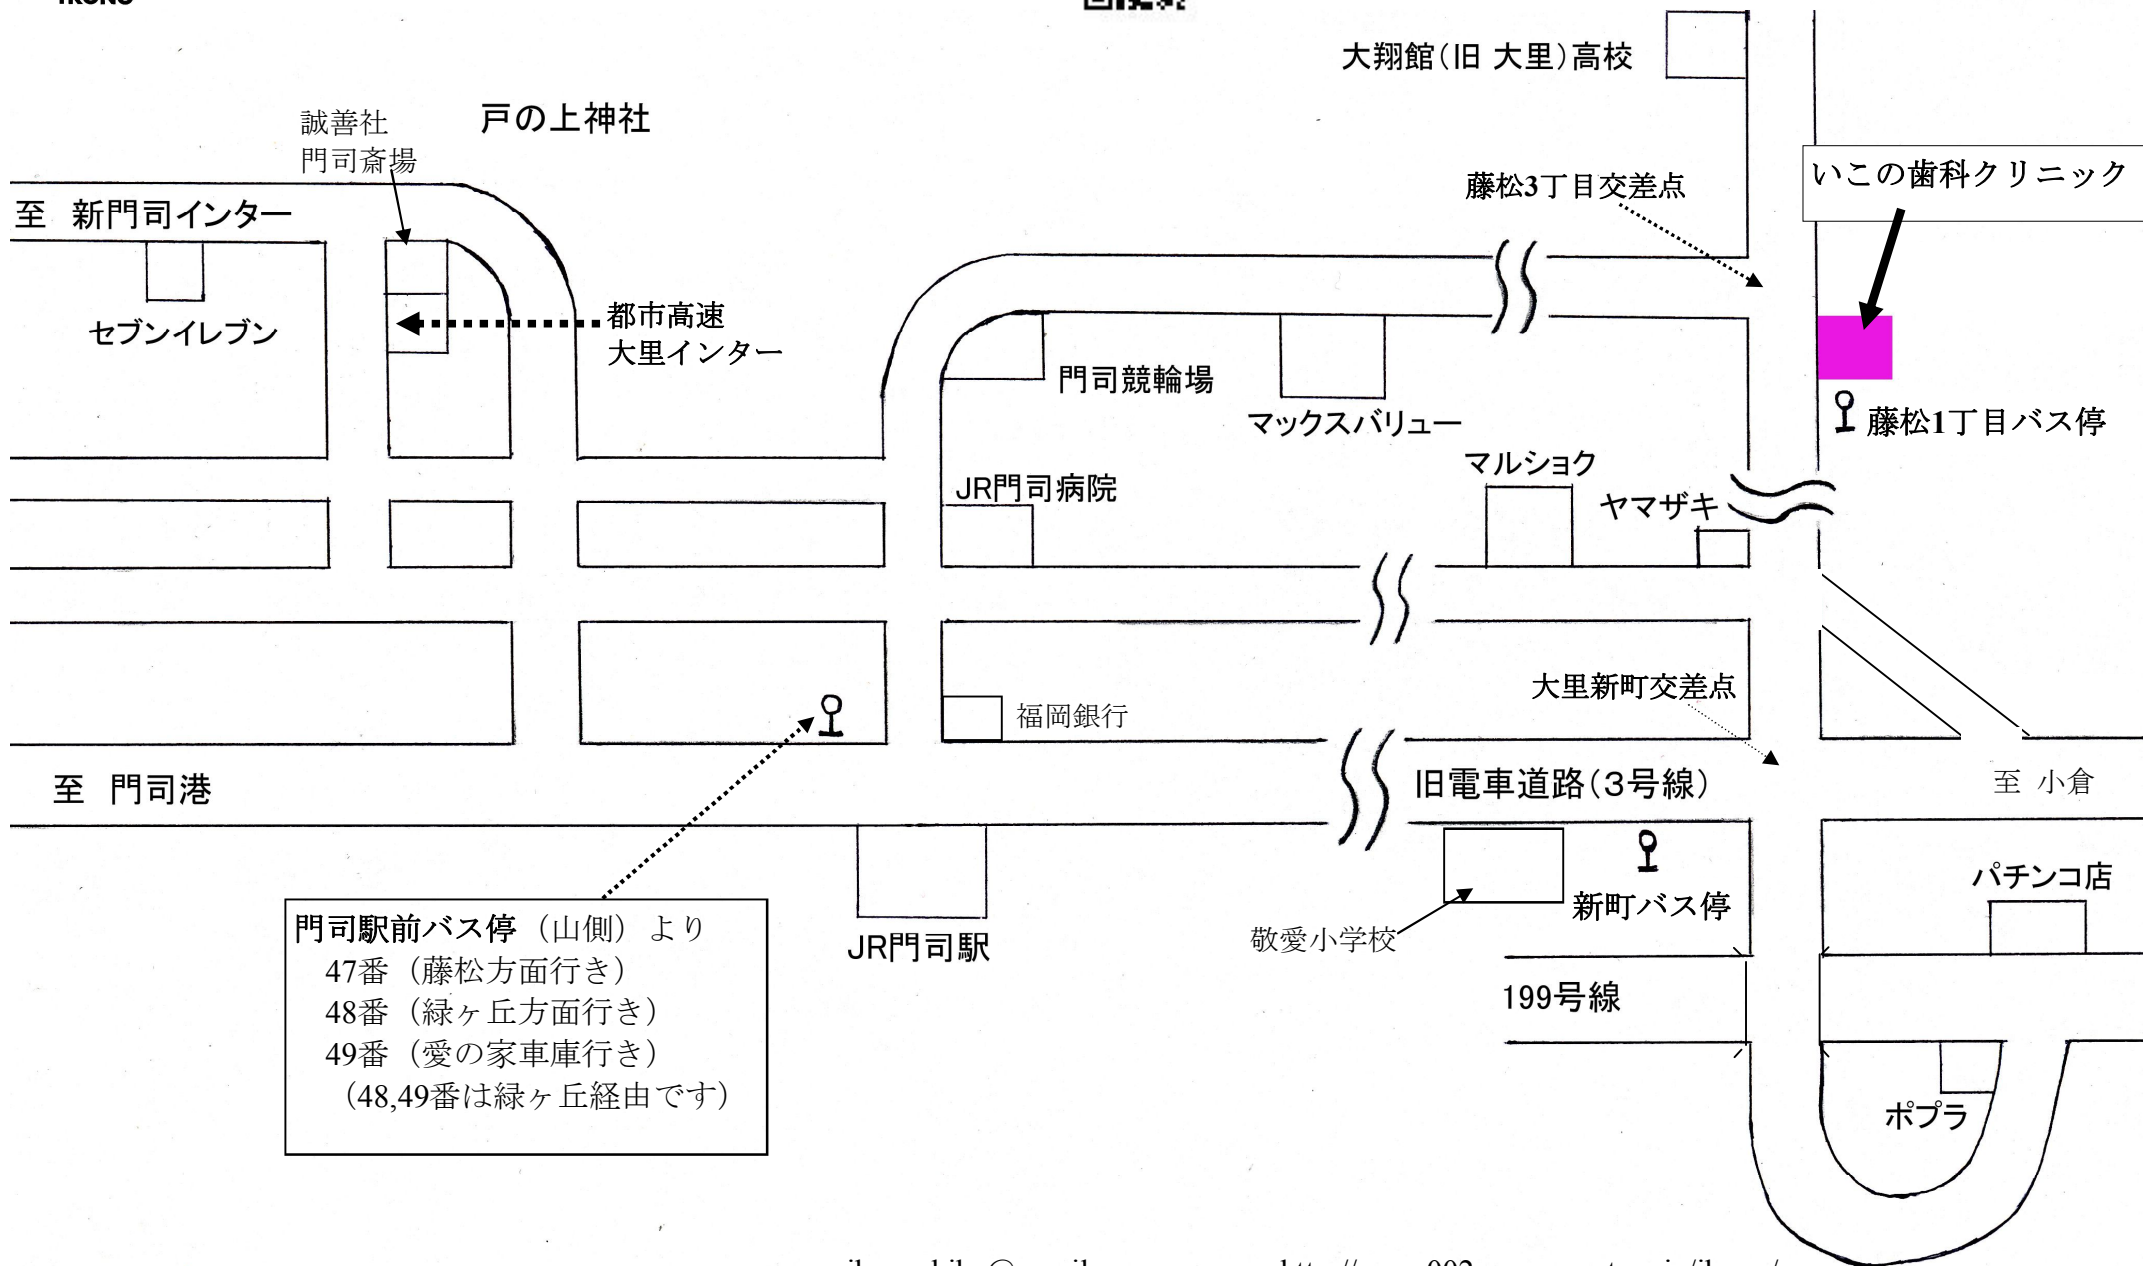 大翔館（旧 大里）高校
誠善社
門司斎場
戸の上神社
藤松3丁目交差点
いこの歯科クリニック
至　新門司インター
セブンイレブン
都市高速
大里インター
門司競輪場
マックスバリュー
藤松1丁目バス停
マルショク
JR門司病院
ヤマザキ
大里新町交差点
福岡銀行
至　門司港
旧電車道路（3号線）
至 小倉
パチンコ店
新町バス停
敬愛小学校
JR門司駅
門司駅前バス停（山側）より
47番（藤松方面行き）
48番（緑ヶ丘方面行き）
49番（愛の家車庫行き）
（48,49番は緑ヶ丘経由です）
199号線
ポプラ